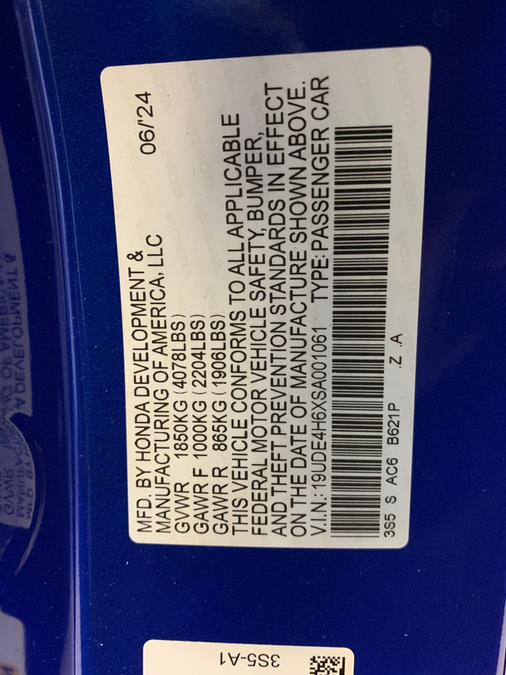 MFD. BY HONDA DEVELOPMENT &
MANUFACTURING OF AMERICA, LLC 06/'24
GVWR 1850KG (4078LBS)
GAWR F 1000KG (2204LBS)
GAWR R 865KG (1906LBS)
THIS VEHICLE CONFORMS TO ALL APPLICABLE
FEDERAL MOTOR VEHICLE SAFETY, BUMPER,
AND THEFT PREVENTION STANDARDS IN EFFECT
ON THE DATE OF MANUFACTURE SHOWN ABOVE.
V.I.N.:19UDE4H6XSA001061 TYPE:PASSENGER CAR
3S5 S AC6 B621P .Z .A
3S5-A1